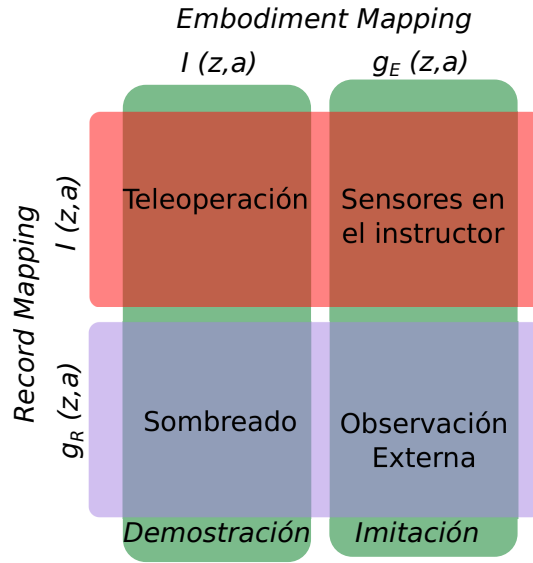 Embodiment Mapping
I (z,a)
g_E (z,a)
Record Mapping
I (z,a)
Teleoperación
Sensores en
el instructor
g_R (z,a)
Sombreado
Observación
Externa
Demostración
Imitación